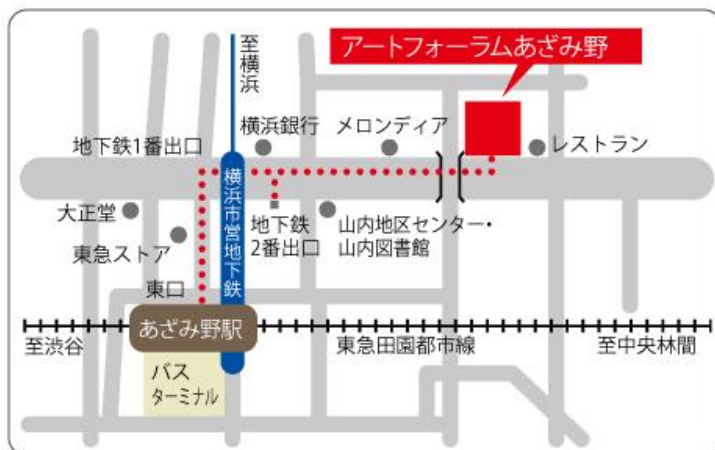 至横浜
アートフォーラムあざみ野
地下鉄1番出口
横浜銀行
メロンディア
レストラン
横浜市営地下鉄
大正堂
東急ストア
地下鉄
2番出口
山内地区センター・
山内図書館
東口
あざみ野駅
至渋谷
東急田園都市線
至中央林間
バス
ターミナル